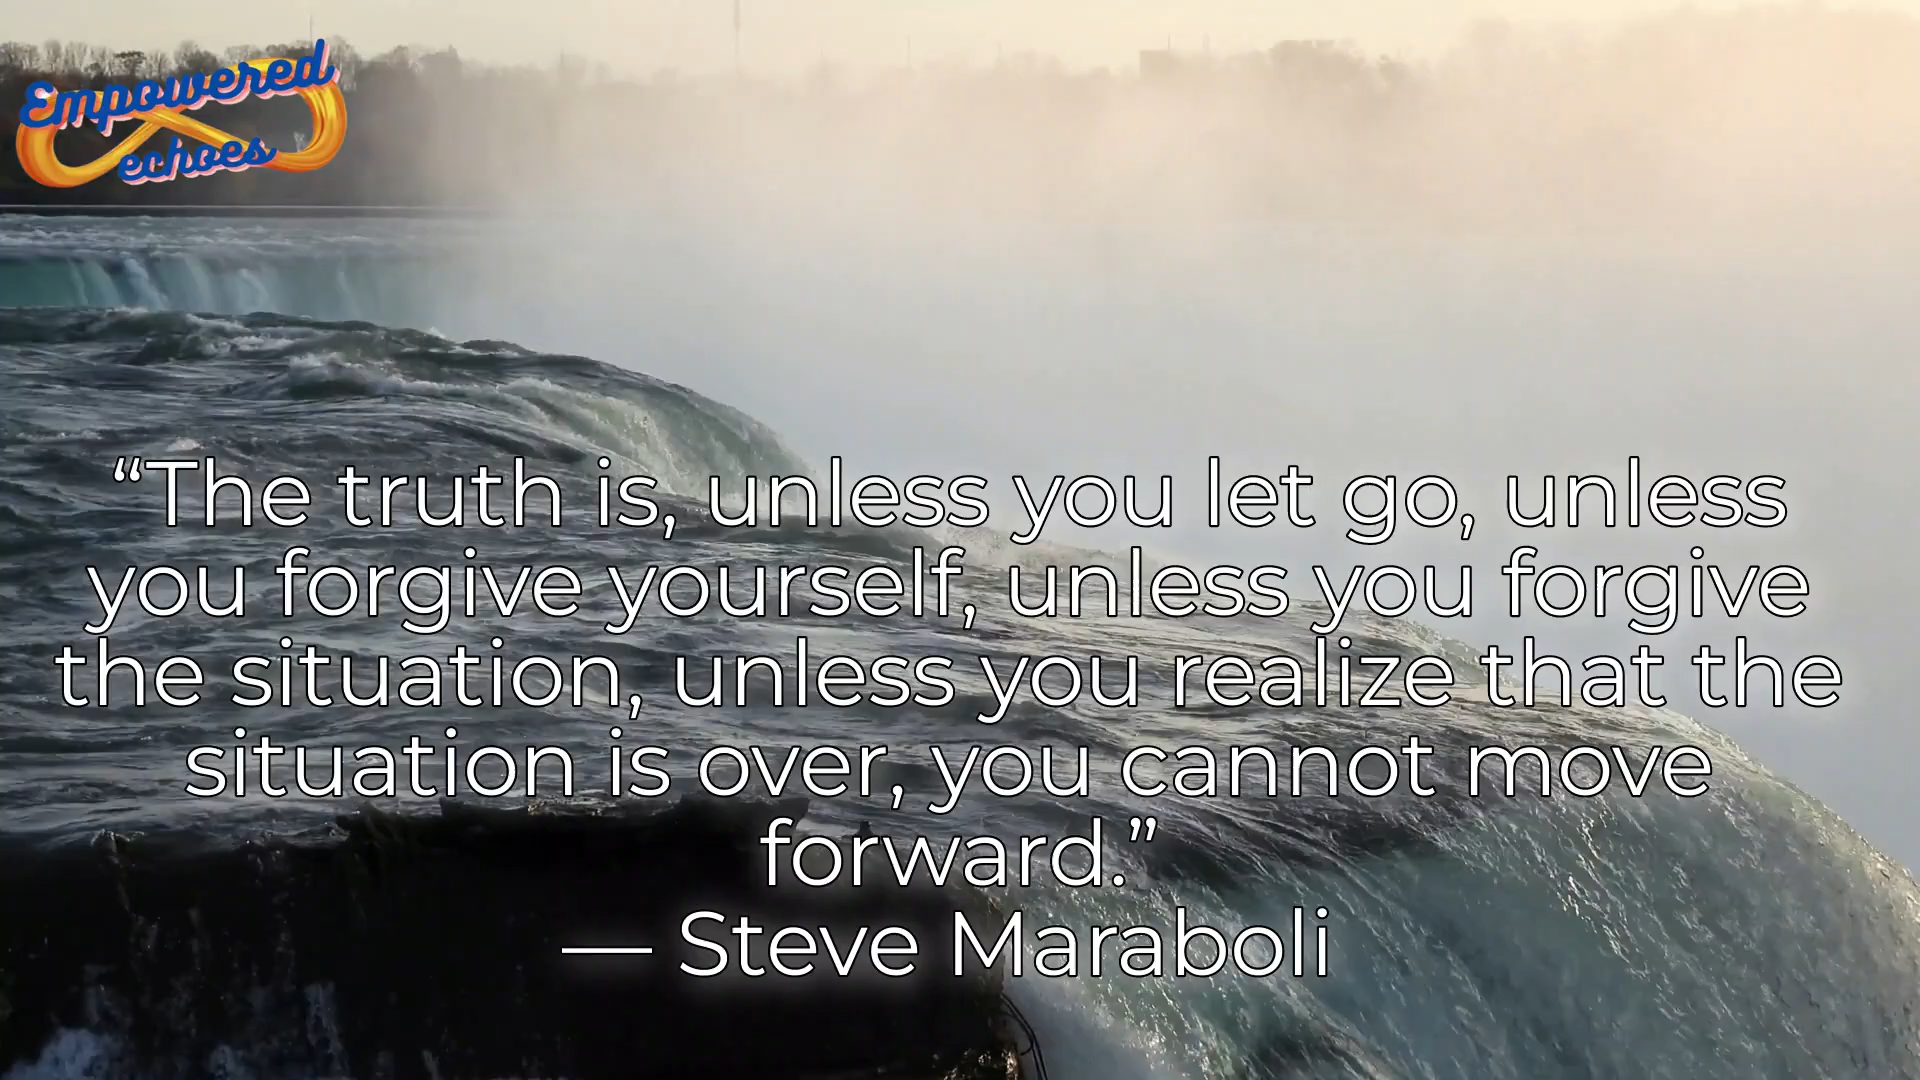 Empowered
echoes
“The truth is, unless you let go, unless
you forgive yourself, unless you forgive
the situation, unless you realize that the
situation is over, you cannot move
forward.”
— Steve Maraboli